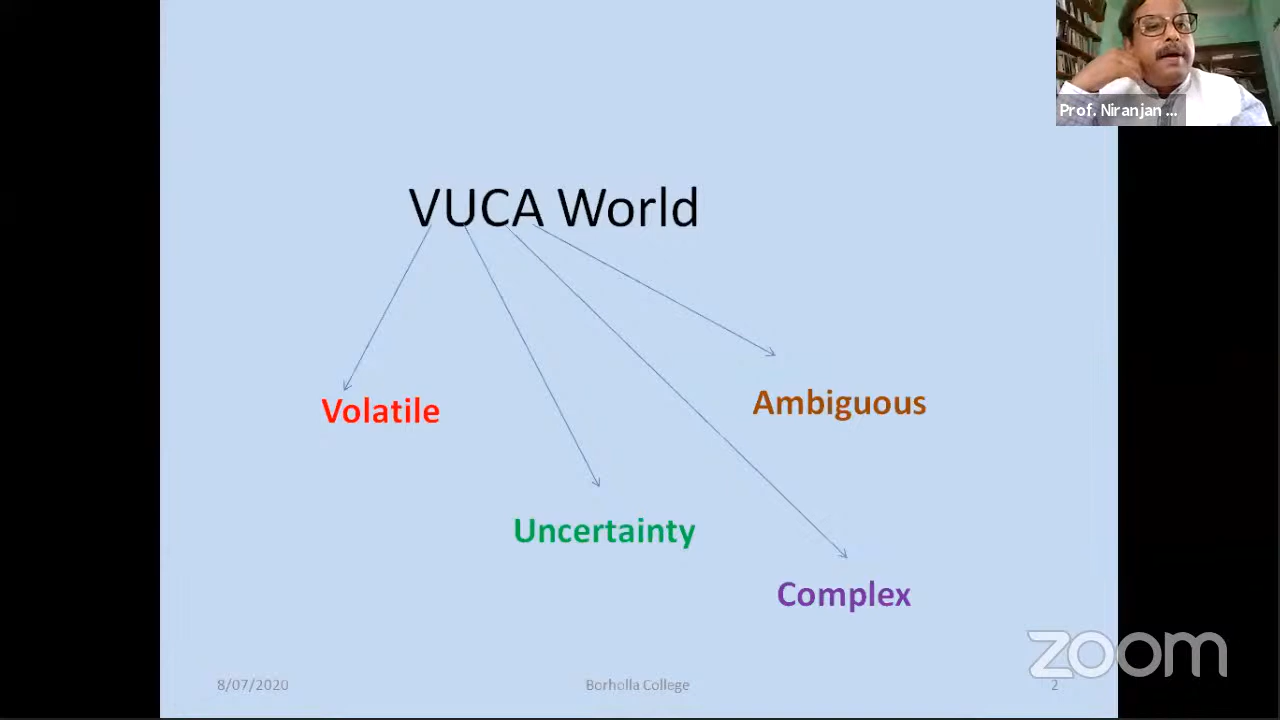 Prof. Niranjan ...
VUCA World
Volatile
Ambiguous
Uncertainty
Complex
zoom
8/07/2020
Borholla College
2